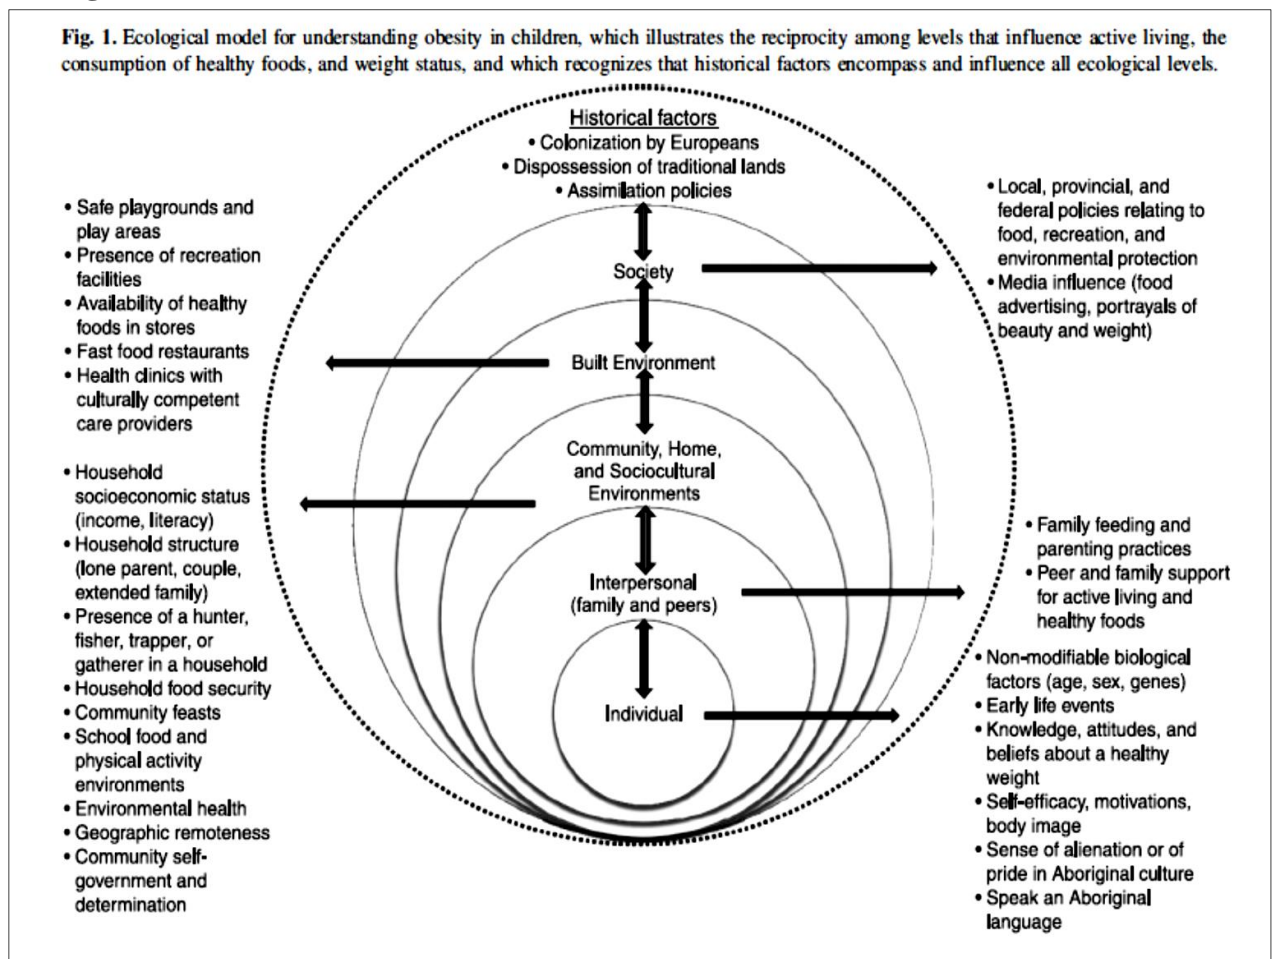 Fig. 1. Ecological model for understanding obesity in children, which illustrates the reciprocity among levels that influence active living, the
consumption of healthy foods, and weight status, and which recognizes that historical factors encompass and influence all ecological levels.
Historical factors
• Colonization by Europeans
• Dispossession of traditional lands
• Assimilation policies
Society
Built Environment
Community, Home,
and Sociocultural
Environments
Interpersonal
(family and peers)
Individual
• Safe playgrounds and
play areas
• Presence of recreation
facilities
• Availability of healthy
foods in stores
• Fast food restaurants
• Health clinics with
culturally competent
care providers
• Household
socioeconomic status
(income, literacy)
• Household structure
(lone parent, couple,
extended family)
• Presence of a hunter,
fisher, trapper, or
gatherer in a household
• Household food security
• Community feasts
• School food and
physical activity
environments
• Environmental health
• Geographic remoteness
• Community self-
government and
determination
• Local, provincial, and
federal policies relating to
food, recreation, and
environmental protection
• Media influence (food
advertising, portrayals of
beauty and weight)
• Family feeding and
parenting practices
• Peer and family support
for active living and
healthy foods
• Non-modifiable biological
factors (age, sex, genes)
• Early life events
• Knowledge, attitudes, and
beliefs about a healthy
weight
• Self-efficacy, motivations,
body image
• Sense of alienation or of
pride in Aboriginal culture
• Speak an Aboriginal
language